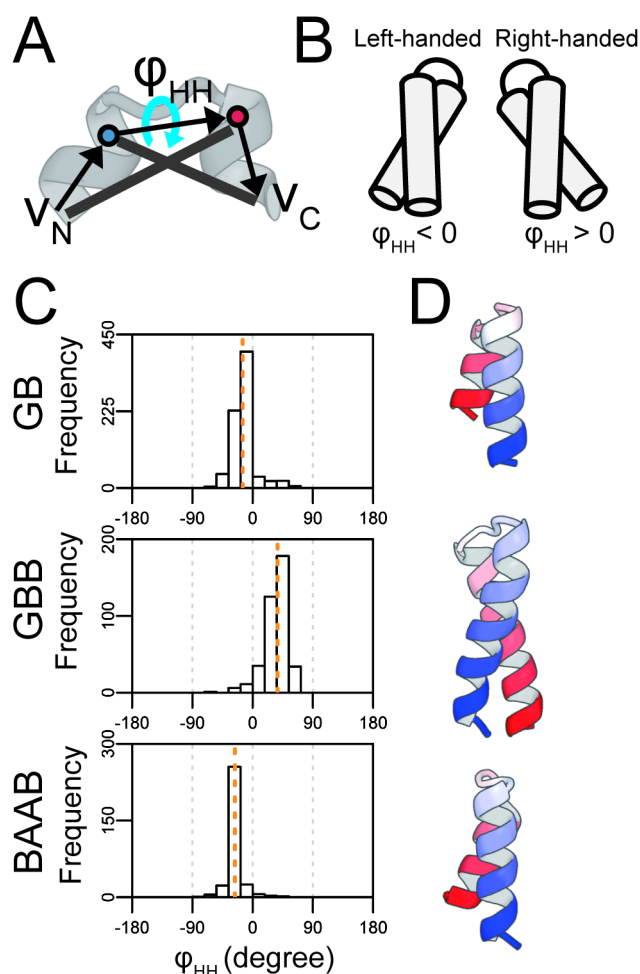 A
φHH
VN
VC
B
Left-handed Right-handed
φHH < 0
φHH > 0
C
D
GB
Frequency
450
225
0
-180 -90 0 90 180
GBB
Frequency
200
100
0
-180 -90 0 90 180
BAAB
Frequency
300
150
0
-180 -90 0 90 180
φHH (degree)